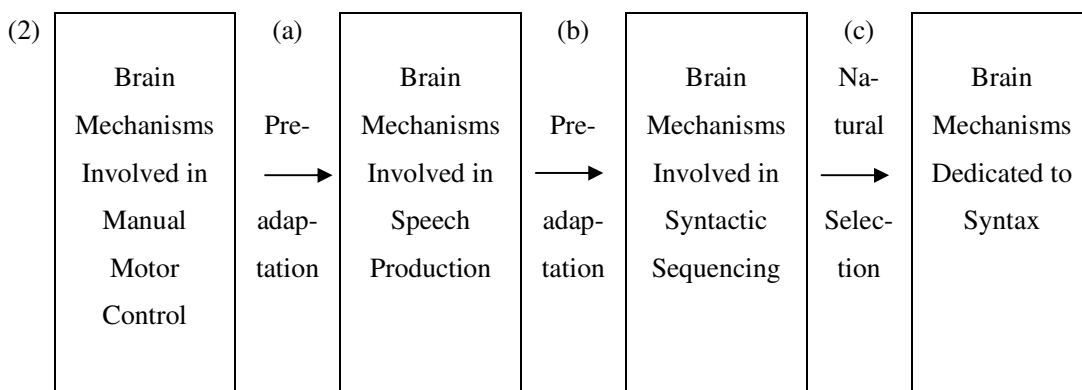 (2)
Brain
Mechanisms
Involved in
Manual
Motor
Control
(a)
Pre-
adap-
tation
Brain
Mechanisms
Involved in
Speech
Production
(b)
Pre-
adap-
tation
Brain
Mechanisms
Involved in
Syntactic
Sequencing
(c)
Na-
tural
Selec-
tion
Brain
Mechanisms
Dedicated to
Syntax